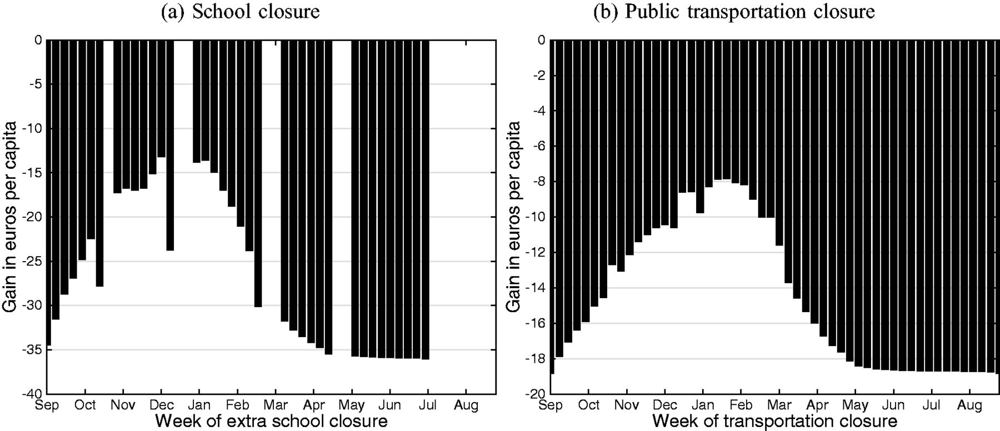 (a) School closure
0
-5
-10
-15
-20
-25
-30
-35
-40
Gain in euros per capita
Sep Oct Nov Dec Jan Feb Mar Apr May Jun Jul Aug
Week of extra school closure
(b) Public transportation closure
0
-2
-4
-6
-8
-10
-12
-14
-16
-18
-20
Gain in euros per capita
Sep Oct Nov Dec Jan Feb Mar Apr May Jun Jul Aug
Week of transportation closure